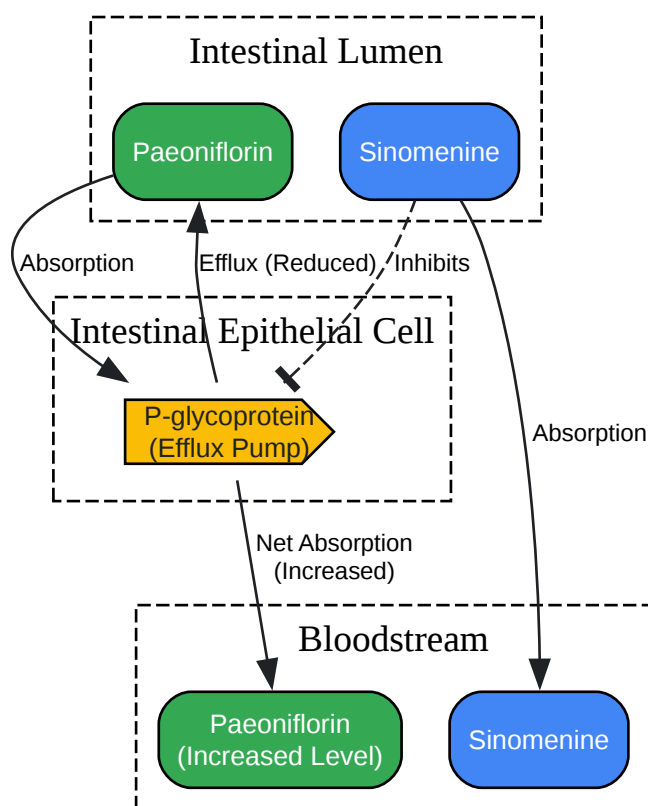 Intestinal Lumen
Paeoniflorin
Sinomenine
Absorption
Efflux (Reduced)
Inhibits
Intestinal Epithelial Cell
P-glycoprotein
(Efflux Pump)
Absorption
Net Absorption
(Increased)
Bloodstream
Paeoniflorin
(Increased Level)
Sinomenine